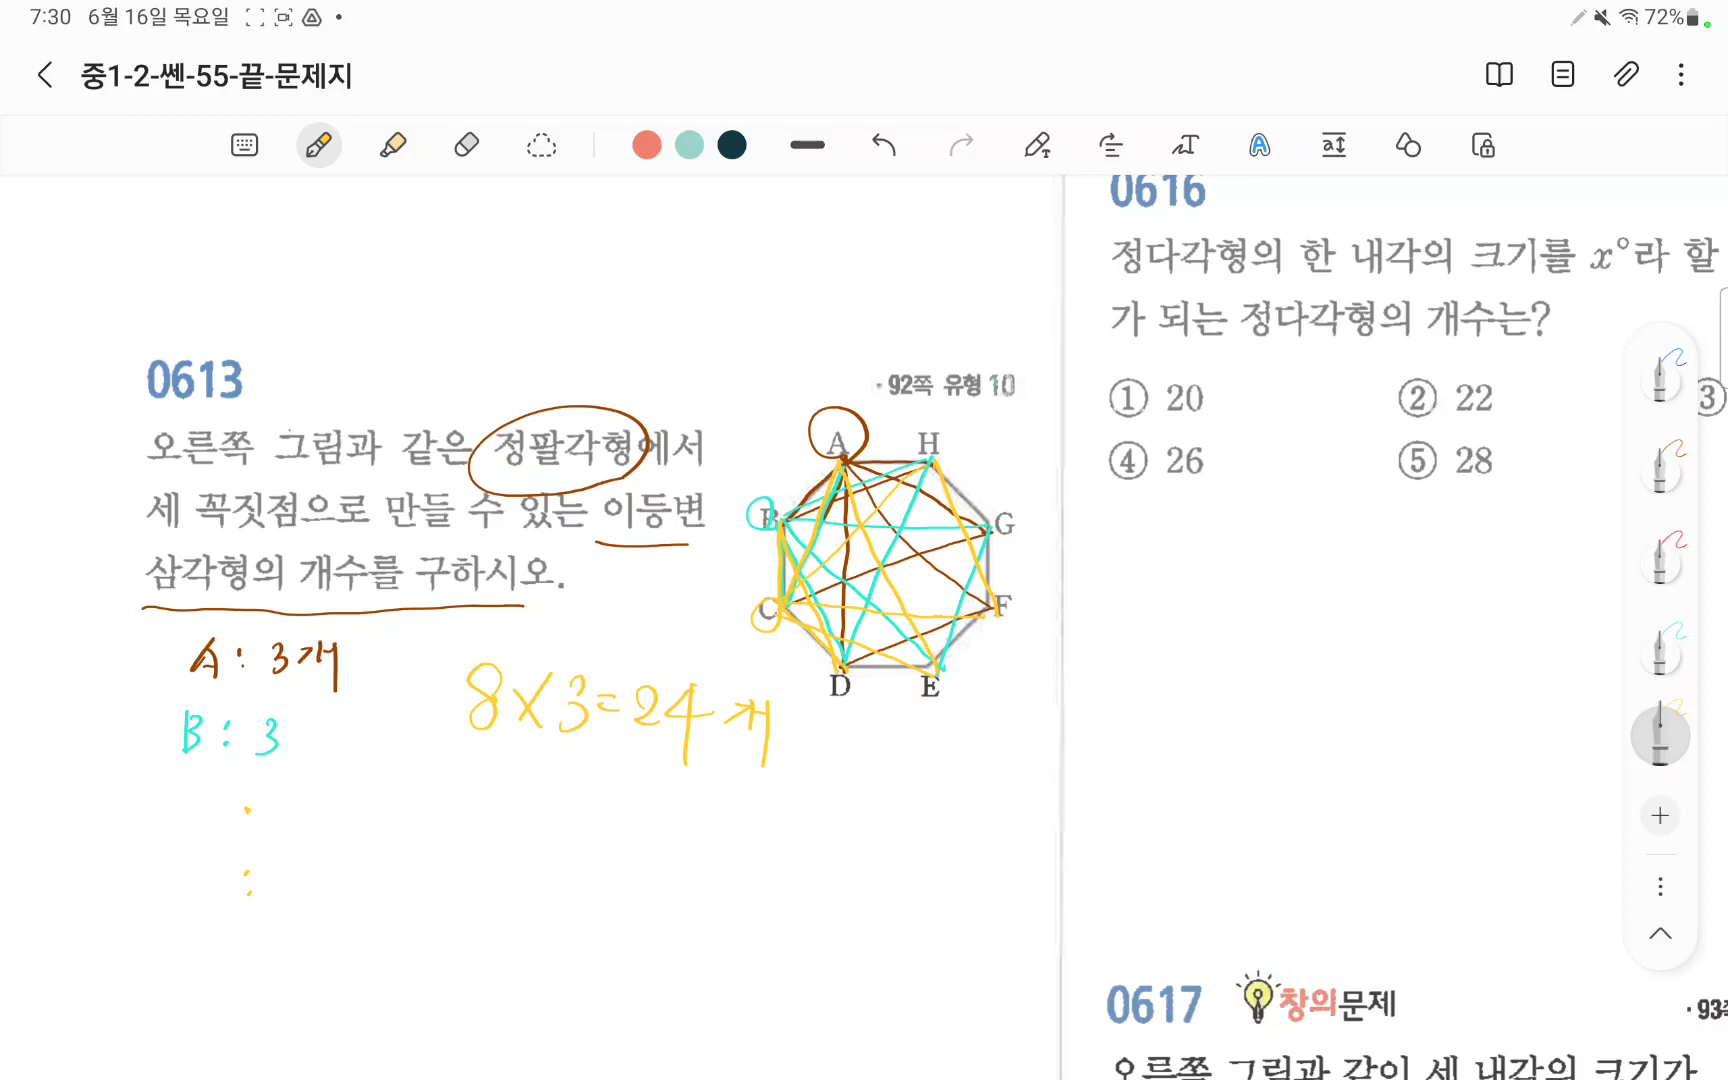 7:30 6월 16일 목요일
72%
중1-2-쎈-55-끝-문제지
0613
· 92쪽 유형 10
오른쪽 그림과 같은 정팔각형에서
세 꼭짓점으로 만들 수 있는 이등변
삼각형의 개수를 구하시오.
A H
B G
C F
D E
A : 3개
B : 3
8×3=24개
0616
정다각형의 한 내각의 크기를 x°라 할
가 되는 정다각형의 개수는?
① 20 ② 22 ③
④ 26 ⑤ 28
0617 창의문제
· 93쪽
오른쪽 그림과 같이 세 내각의 크기가